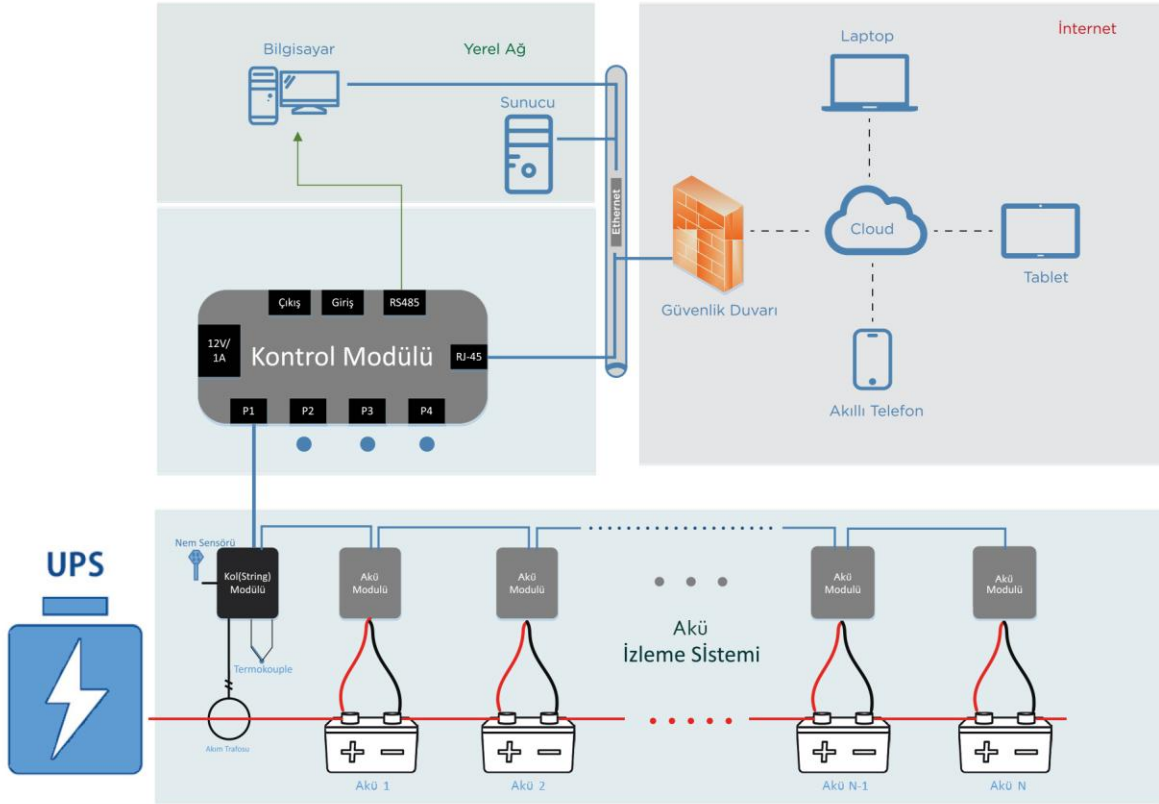 Bilgisayar
Yerel Ağ
Sunucu
Ethernet
İnternet
Laptop
Cloud
Güvenlik Duvarı
Tablet
Akıllı Telefon
Çıkış
Giriş
RS485
12V/
1A
Kontrol Modülü
RJ-45
P1
P2
P3
P4
UPS
Nem Sensörü
Kol(String)
Modülü
Termokouple
Akım Trafosu
Akü
Modulü
Akü
Modulü
Akü
Modulü
Akü
Modulü
Akü
İzleme Sİstemi
Akü 1
Akü 2
Akü N-1
Akü N